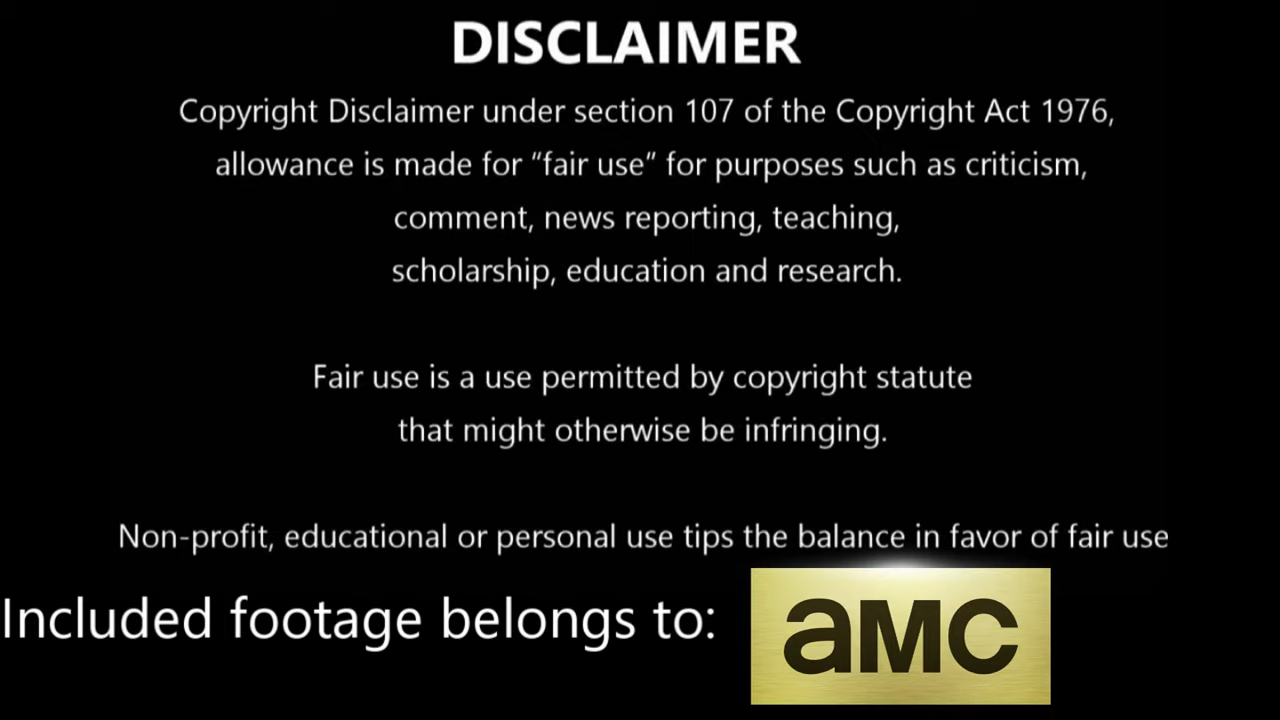 DISCLAIMER
Copyright Disclaimer under section 107 of the Copyright Act 1976,
allowance is made for “fair use” for purposes such as criticism,
comment, news reporting, teaching,
scholarship, education and research.
Fair use is a use permitted by copyright statute
that might otherwise be infringing.
Non-profit, educational or personal use tips the balance in favor of fair use
Included footage belongs to: aMC